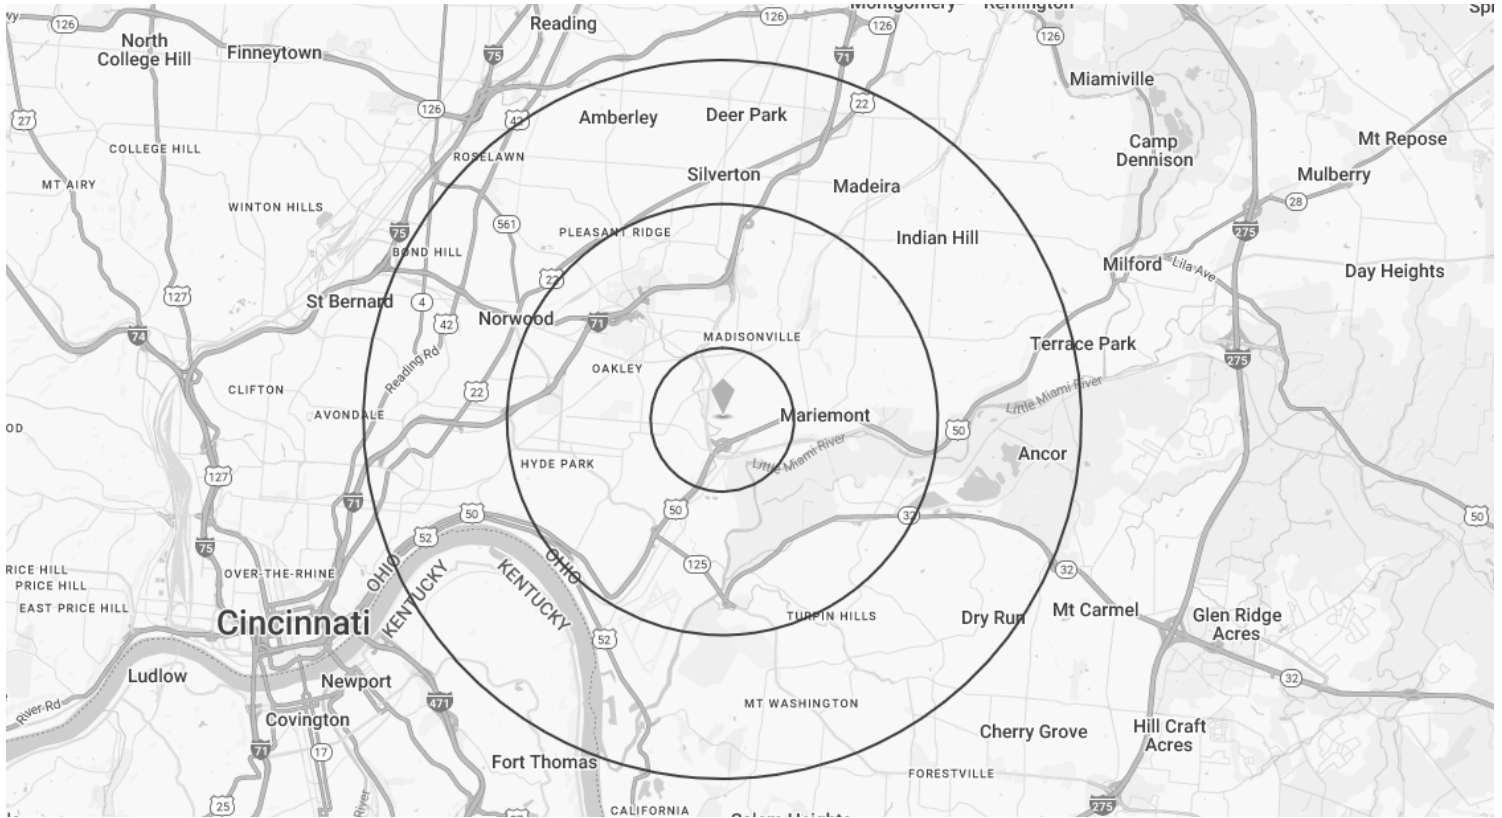 126
126
Montgomery
Remington
Reading
126
126
North
College Hill
Finneytown
75
71
Miamiville
27
126
42
Amberley
Deer Park
22
Mt Repose
COLLEGE HILL
ROSELAWN
Camp
Dennison
MT AIRY
Silverton
Madeira
Mulberry
28
WINTON HILLS
561
75
PLEASANT RIDGE
Indian Hill
275
BOND HILL
Milford
Lila Ave
Day Heights
22
127
St Bernard
4
Norwood
71
42
74
MADISONVILLE
Terrace Park
275
Reading Rd
OAKLEY
CLIFTON
22
Little Miami River
AVONDALE
Mariemont
OD
50
Little Miami River
Ancor
HYDE PARK
127
71
50
50
32
50
52
75
OHIO
KENTUCKY
OHIO
KENTUCKY
125
RICE HILL
PRICE HILL
OVER-THE-RHINE
32
EAST PRICE HILL
Cincinnati
TURPIN HILLS
Dry Run
Mt Carmel
Glen Ridge
Acres
52
Ludlow
Newport
32
River Rd
471
MT WASHINGTON
Covington
Cherry Grove
Hill Craft
Acres
71
17
Fort Thomas
FORESTVILLE
25
River
275
CALIFORNIA
Salem Heights